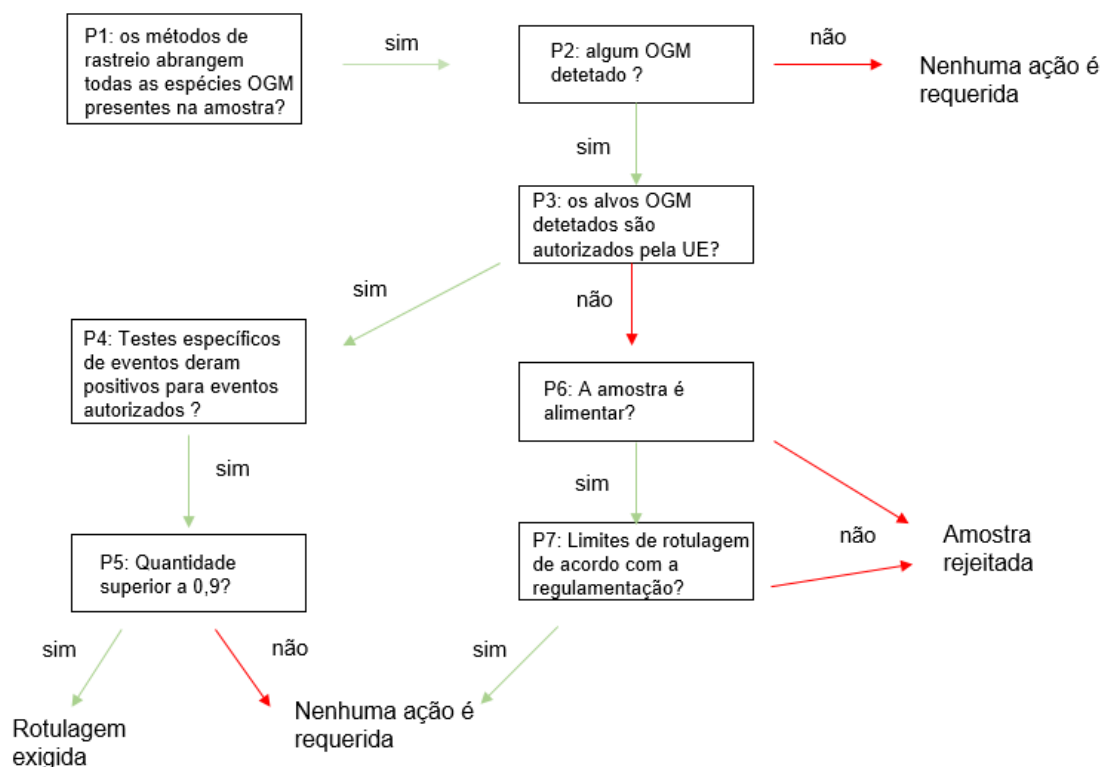 P1: os métodos de
rastreio abrangem
todas as espécies OGM
presentes na amostra?
sim
P2: algum OGM
detetado ?
não
Nenhuma ação é
requerida
sim
P3: os alvos OGM
detetados são
autorizados pela UE?
sim
não
P4: Testes específicos
de eventos deram
positivos para eventos
autorizados ?
P6: A amostra é
alimentar?
sim
sim
P5: Quantidade
superior a 0,9?
P7: Limites de rotulagem
de acordo com a
regulamentação?
não
Amostra
rejeitada
sim
não
sim
Rotulagem
exigida
Nenhuma ação é
requerida